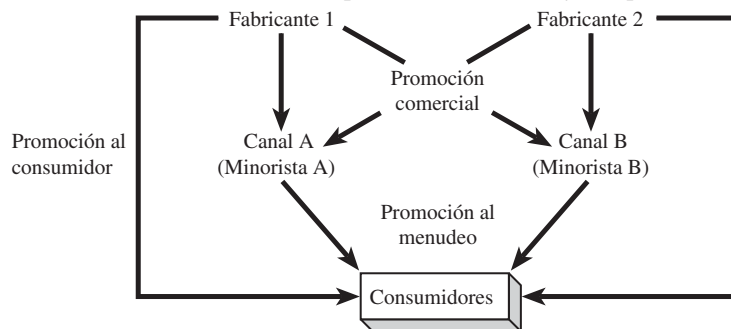 Fabricante 1
Fabricante 2
Promoción
comercial
Promoción al
consumidor
Canal A
(Minorista A)
Canal B
(Minorista B)
Promoción al
menudeo
Consumidores